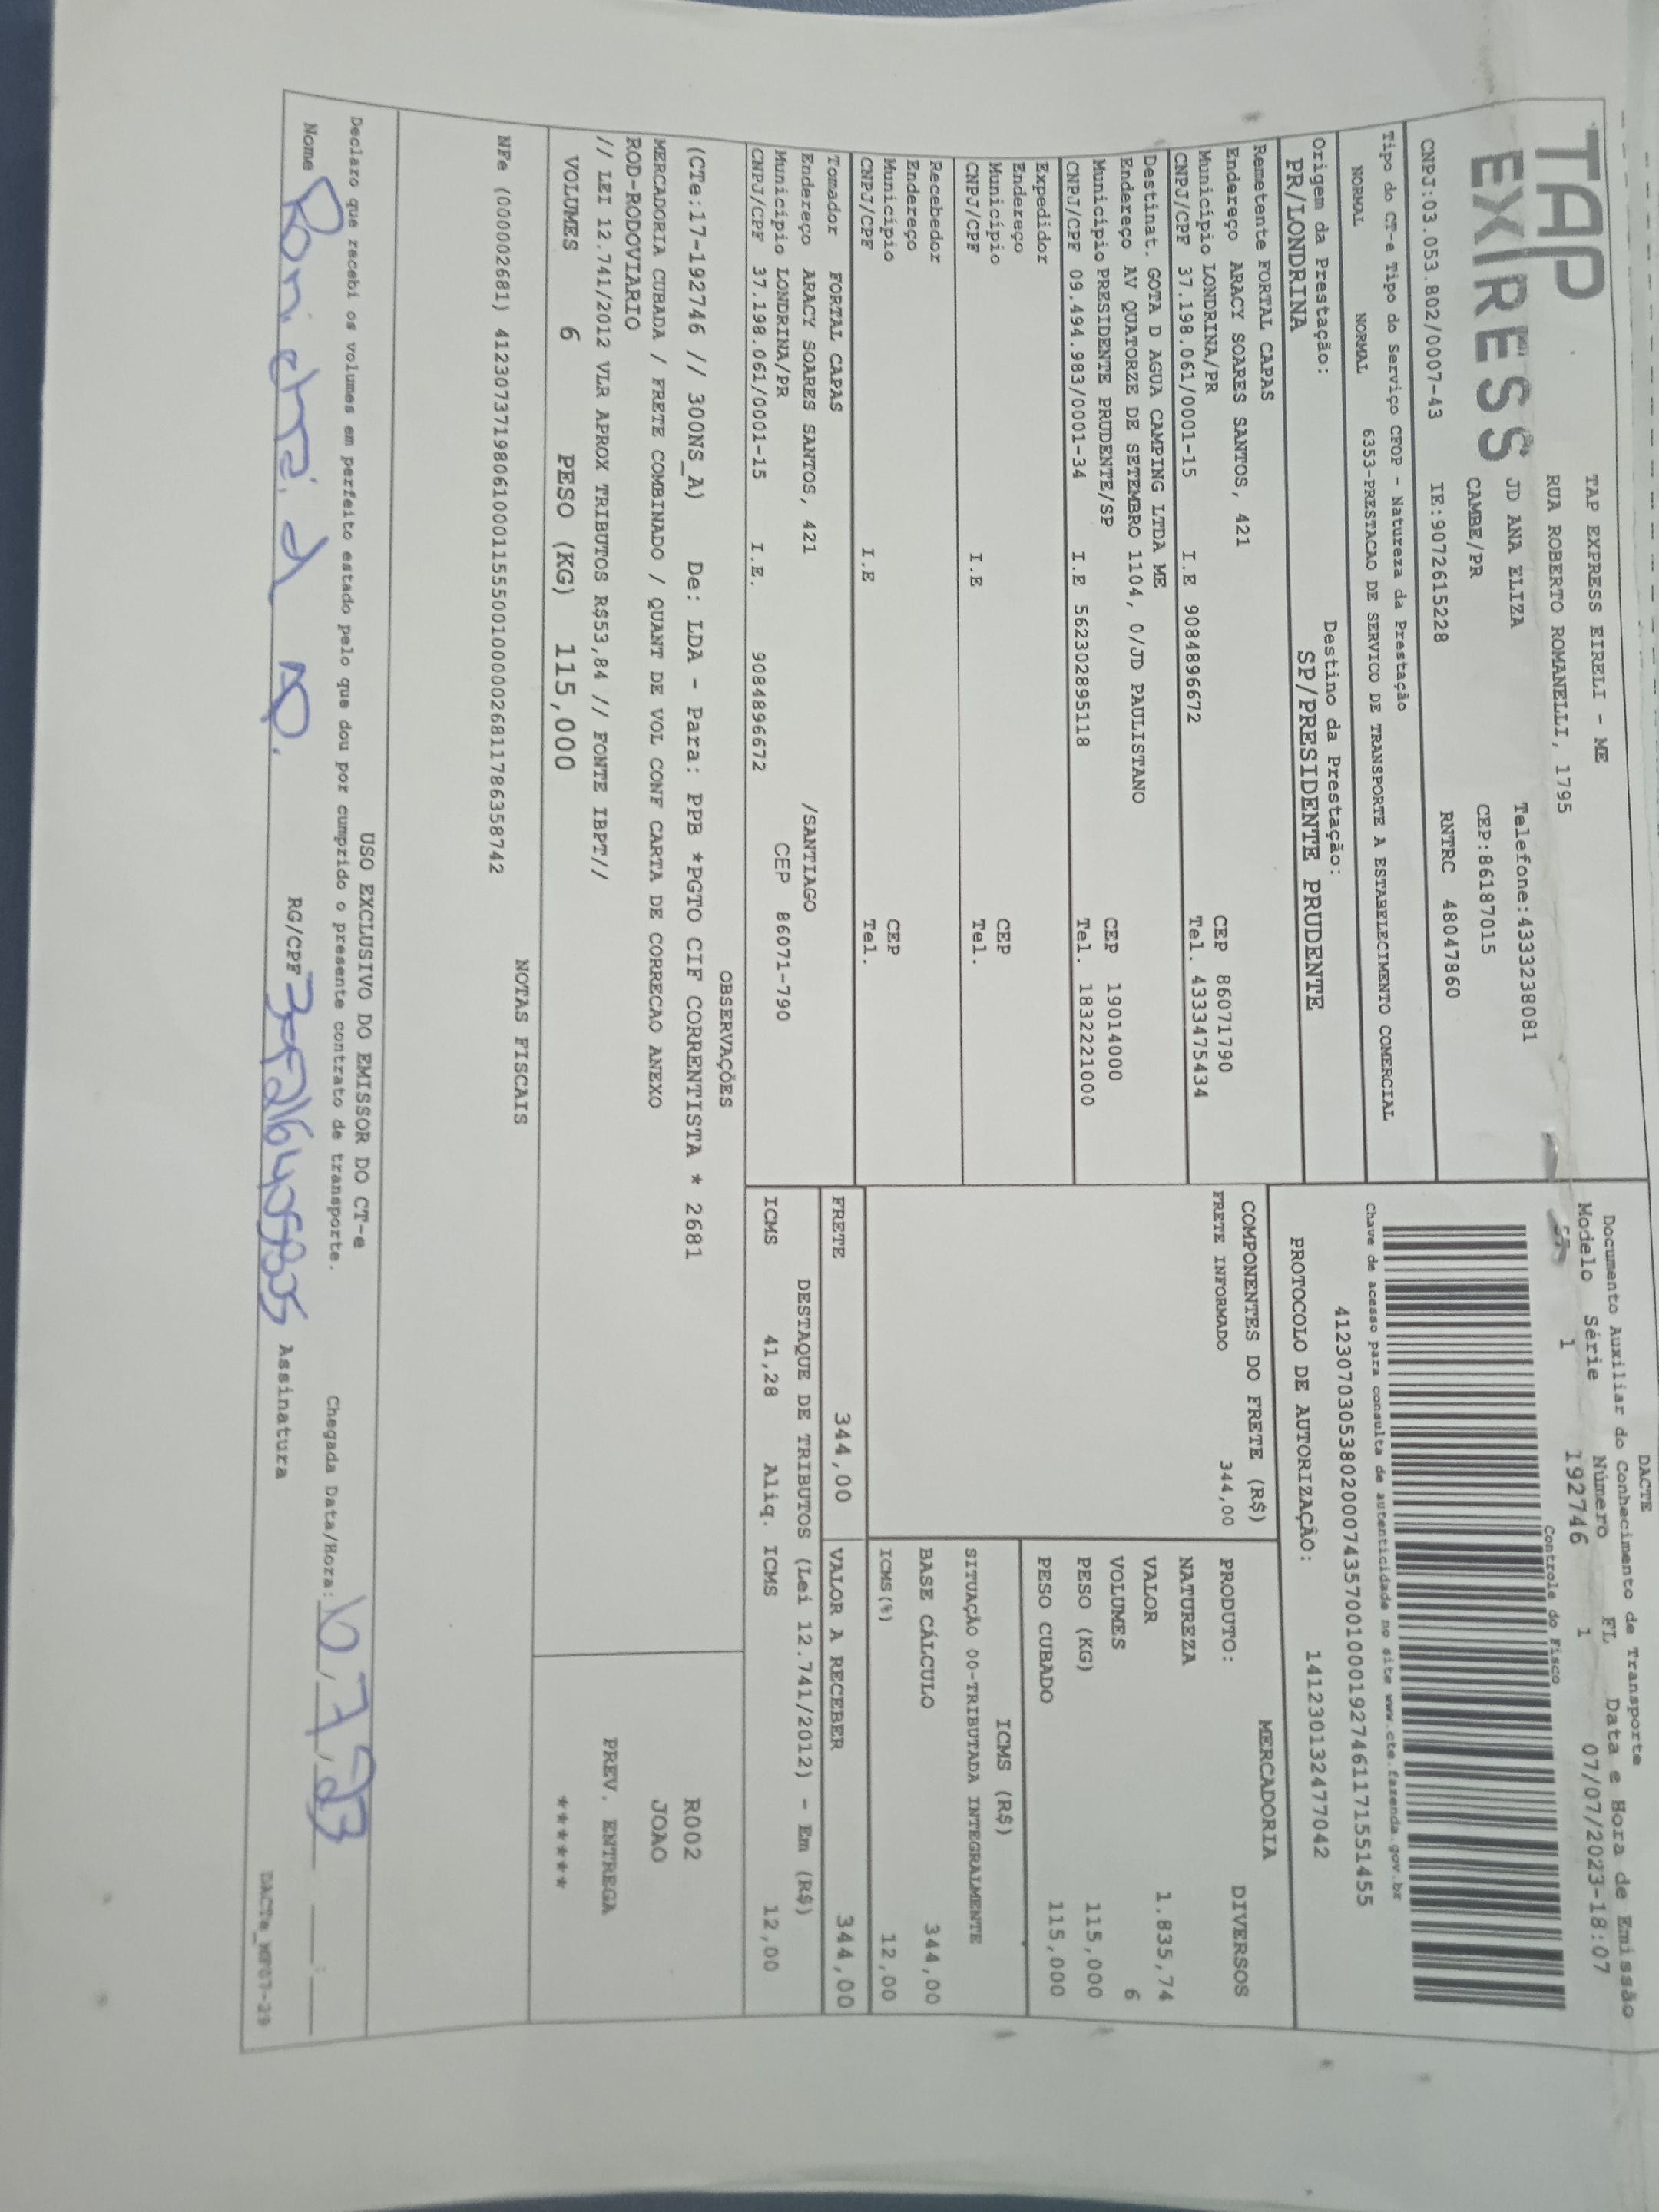 TAP EXPRESS
TAP EXPRESS EIRELI - ME
RUA ROBERTO ROMANELLI, 1795
JD ANA ELIZA Telefone:4333238081
CAMBE/PR CEP:86187015
CNPJ:03.053.802/0007-43 IE:9072615228 RNTRC 48047860
DACTE
Documento Auxiliar do Conhecimento de Transporte
Modelo Série Número FL Data e Hora de Emissão
57 1 192746 1 07/07/2023-18:07
Controle do Fisco
Chave de acesso para consulta de autenticidade no site www.cte.fazenda.gov.br
41230703053802000743570010001927461171551455
PROTOCOLO DE AUTORIZAÇÃO: 141230132477042
Tipo do CT-e Tipo do Serviço CFOP - Natureza da Prestação
NORMAL NORMAL 6353-PRESTACAO DE SERVICO DE TRANSPORTE A ESTABELECIMENTO COMERCIAL
Origem da Prestação: Destino da Prestação:
PR/LONDRINA SP/PRESIDENTE PRUDENTE
Remetente FORTAL CAPAS
Endereço ARACY SOARES SANTOS, 421 CEP 86071790
Municipio LONDRINA/PR Tel. 4333475434
CNPJ/CPF 37.198.061/0001-15 I.E 9084896672
Destinat. GOTA D AGUA CAMPING LTDA ME
Endereço AV QUATORZE DE SETEMBRO 1104, 0/JD PAULISTANO
Municipio PRESIDENTE PRUDENTE/SP CEP 19014000
CNPJ/CPF 09.494.983/0001-34 I.E 562302895118 Tel. 1832221000
Expedidor
Endereço
Municipio CEP
CNPJ/CPF I.E Tel.
Recebedor
Endereço
Municipio CEP
CNPJ/CPF I.E Tel.
Tomador FORTAL CAPAS
Endereço ARACY SOARES SANTOS, 421 /SANTIAGO
Municipio LONDRINA/PR CEP 86071-790
CNPJ/CPF 37.198.061/0001-15 I.E. 9084896672
COMPONENTES DO FRETE (R$)
FRETE INFORMADO 344,00
MERCADORIA
PRODUTO: DIVERSOS
NATUREZA
VALOR 1.835,74
VOLUMES 6
PESO (KG) 115,000
PESO CUBADO 115,000
ICMS (R$)
SITUAÇÃO 00-TRIBUTADA INTEGRALMENTE
BASE CÁLCULO 344,00
ICMS(%) 12,00
FRETE 344,00 VALOR A RECEBER 344,00
DESTAQUE DE TRIBUTOS (Lei 12.741/2012) - Em (R$)
ICMS 41,28 Aliq. ICMS 12,00
OBSERVAÇÕES
(CTe:17-192746 // 300NS_A) De: LDA - Para: PPB *PGTO CIF CORRENTISTA * 2681
MERCADORIA CUBADA / FRETE COMBINADO / QUANT DE VOL CONF CARTA DE CORRECAO ANEXO
ROD-RODOVIARIO
// LEI 12.741/2012 VLR APROX TRIBUTOS R$53,84 // FONTE IBPT//
VOLUMES 6 PESO (KG) 115,000
R002
JOAO
PREV. ENTREGA
******
NOTAS FISCAIS
NFe (000002681) 41230737198061000115550010000026811786358742
USO EXCLUSIVO DO EMISSOR DO CT-e
Declaro que recebi os volumes em perfeito estado pelo que dou por cumprido o presente contrato de transporte. Chegada Data/Hora: 10/7/23 __:__
Nome RG/CPF Assinatura